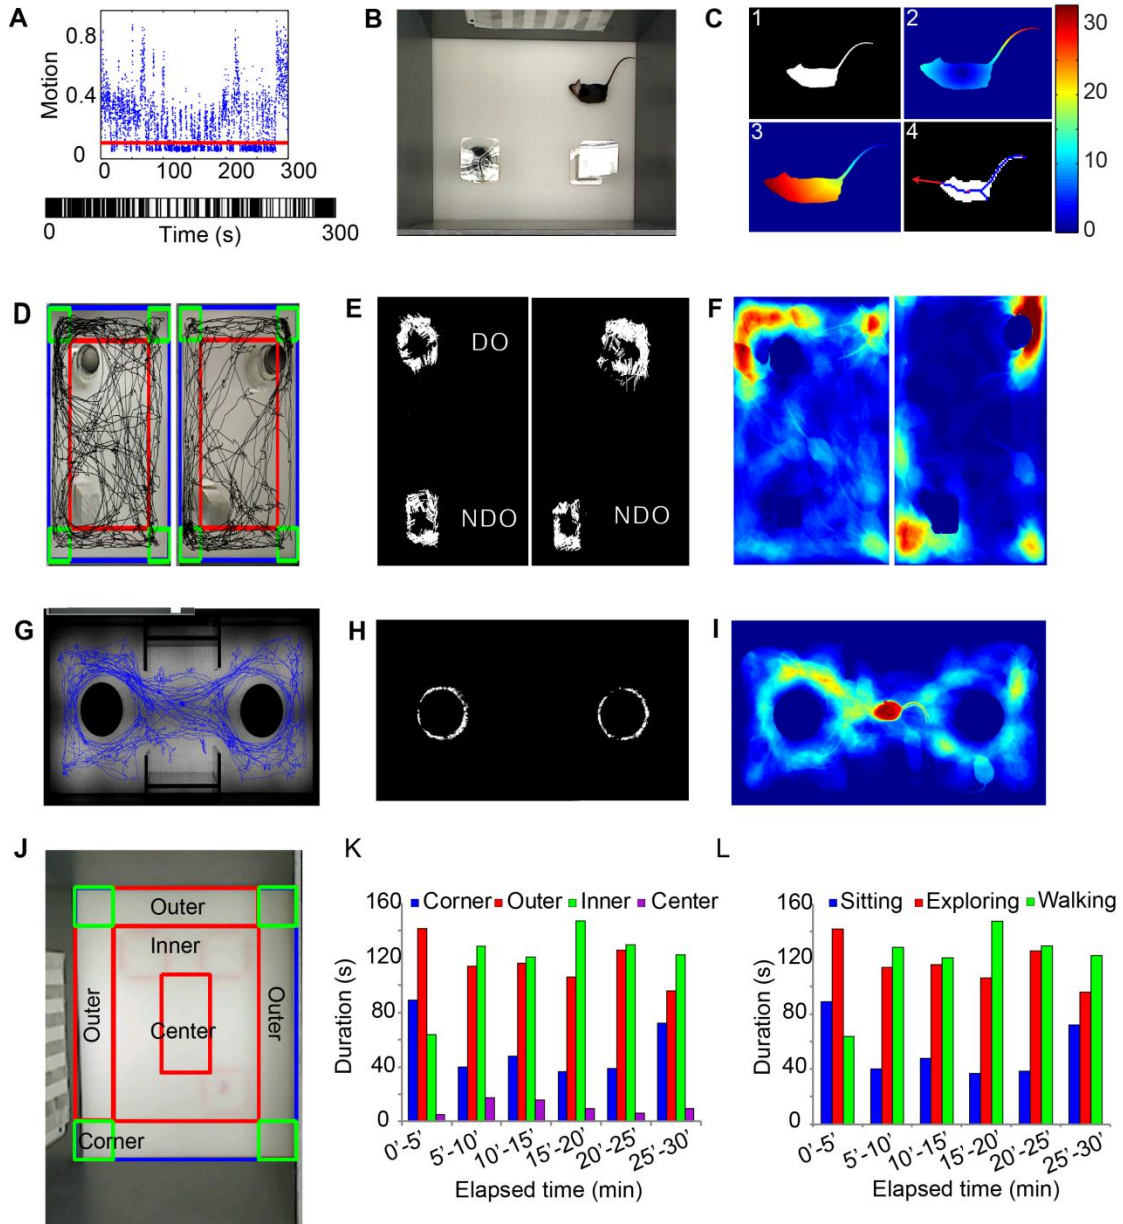 A
Motion
0.8
0.4
0
0 100 200 300
0 Time (s) 300
B
C
1 2
3 4
30
20
10
0
D
E
DO
NDO NDO
F
G
H
I
J
Outer
Inner
Outer
Center
Outer
Corner
K
160
120
80
40
0
Duration (s)
Corner Outer Inner Center
0'-5' 5'-10' 10'-15' 15'-20' 20'-25' 25'-30'
Elapsed time (min)
L
160
120
80
40
0
Duration (s)
Sitting Exploring Walking
0'-5' 5'-10' 10'-15' 15'-20' 20'-25' 25'-30'
Elapsed time (min)